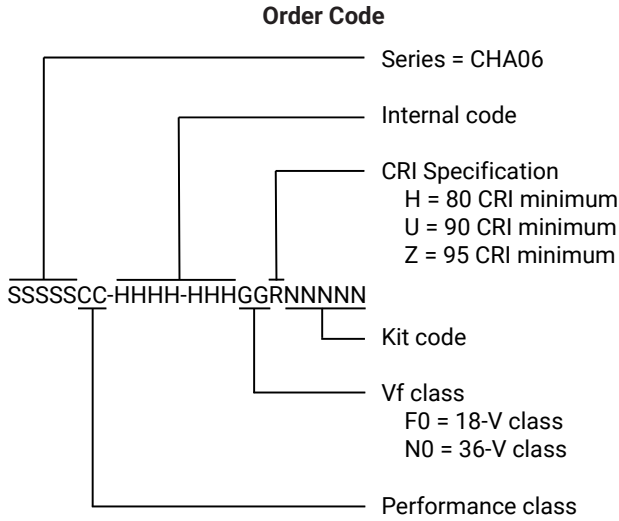 Order Code
Series = CHA06
Internal code
CRI Specification
H = 80 CRI minimum
U = 90 CRI minimum
Z = 95 CRI minimum
SSSSSCC-HHHH-HHHGGRNNNNN
Kit code
Vf class
F0 = 18-V class
N0 = 36-V class
Performance class